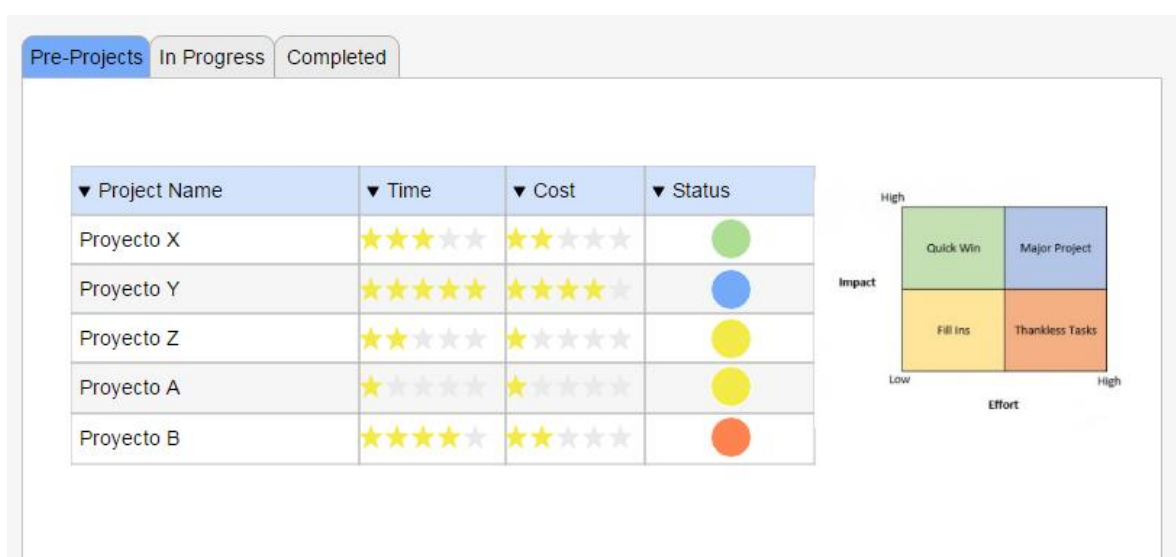 Pre-Projects In Progress Completed
▼ Project Name ▼ Time ▼ Cost ▼ Status
Proyecto X
Proyecto Y
Proyecto Z
Proyecto A
Proyecto B
High
Quick Win Major Project
Impact
Fill Ins Thankless Tasks
Low High
Effort